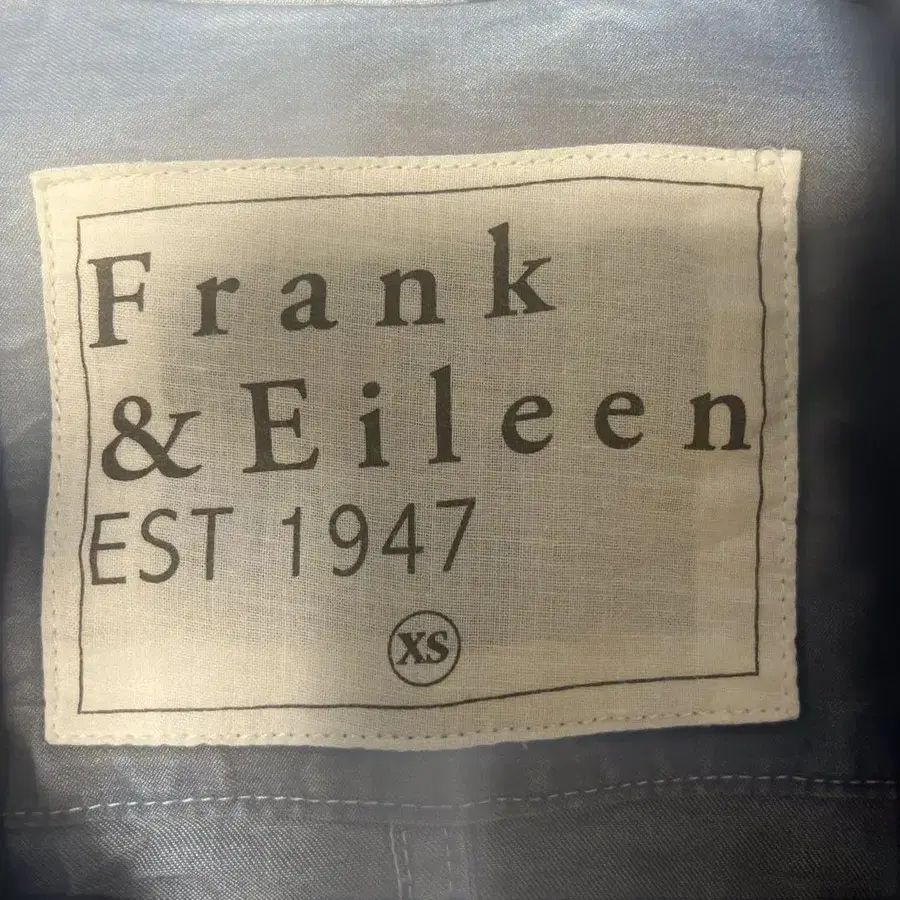 Frank
& Eileen
EST 1947
XS